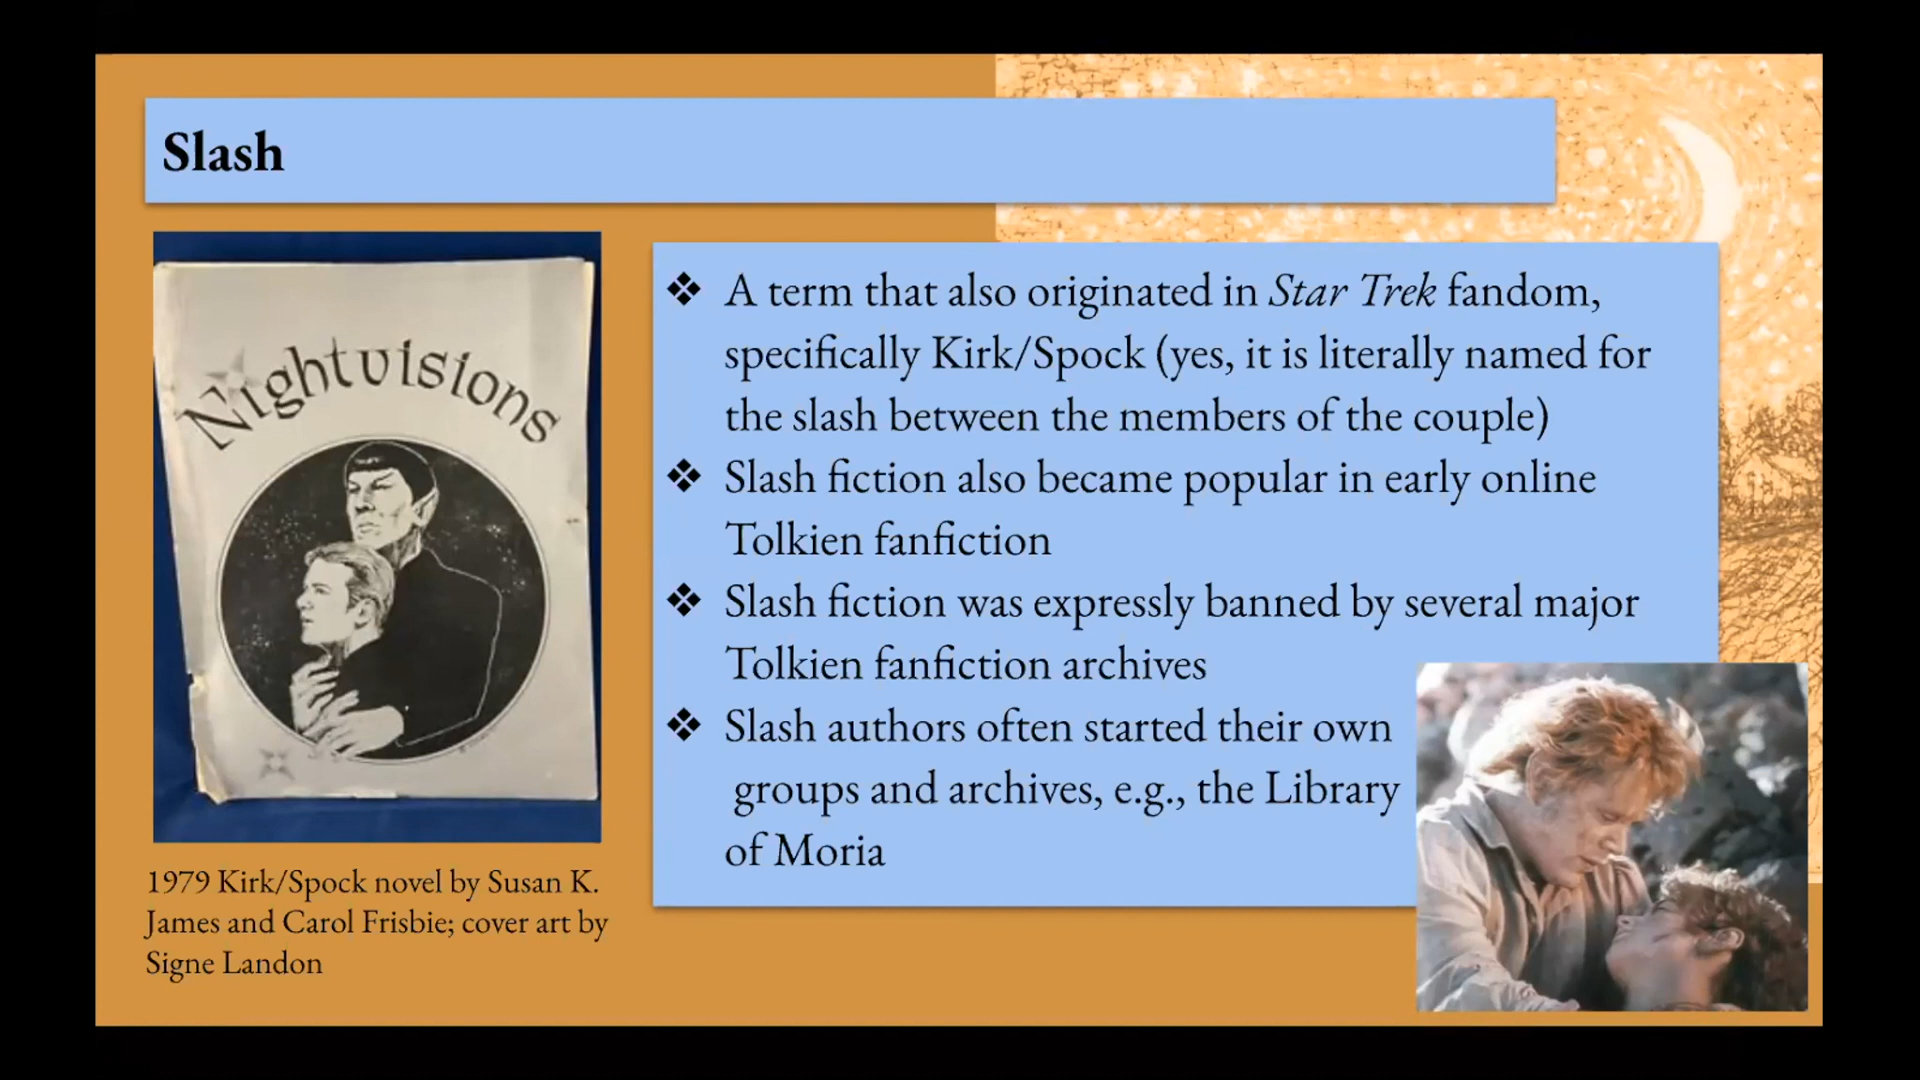 Slash
Nightvisions
❖ A term that also originated in Star Trek fandom,
specifically Kirk/Spock (yes, it is literally named for
the slash between the members of the couple)
❖ Slash fiction also became popular in early online
Tolkien fanfiction
❖ Slash fiction was expressly banned by several major
Tolkien fanfiction archives
❖ Slash authors often started their own
groups and archives, e.g., the Library
of Moria
1979 Kirk/Spock novel by Susan K.
James and Carol Frisbie; cover art by
Signe Landon